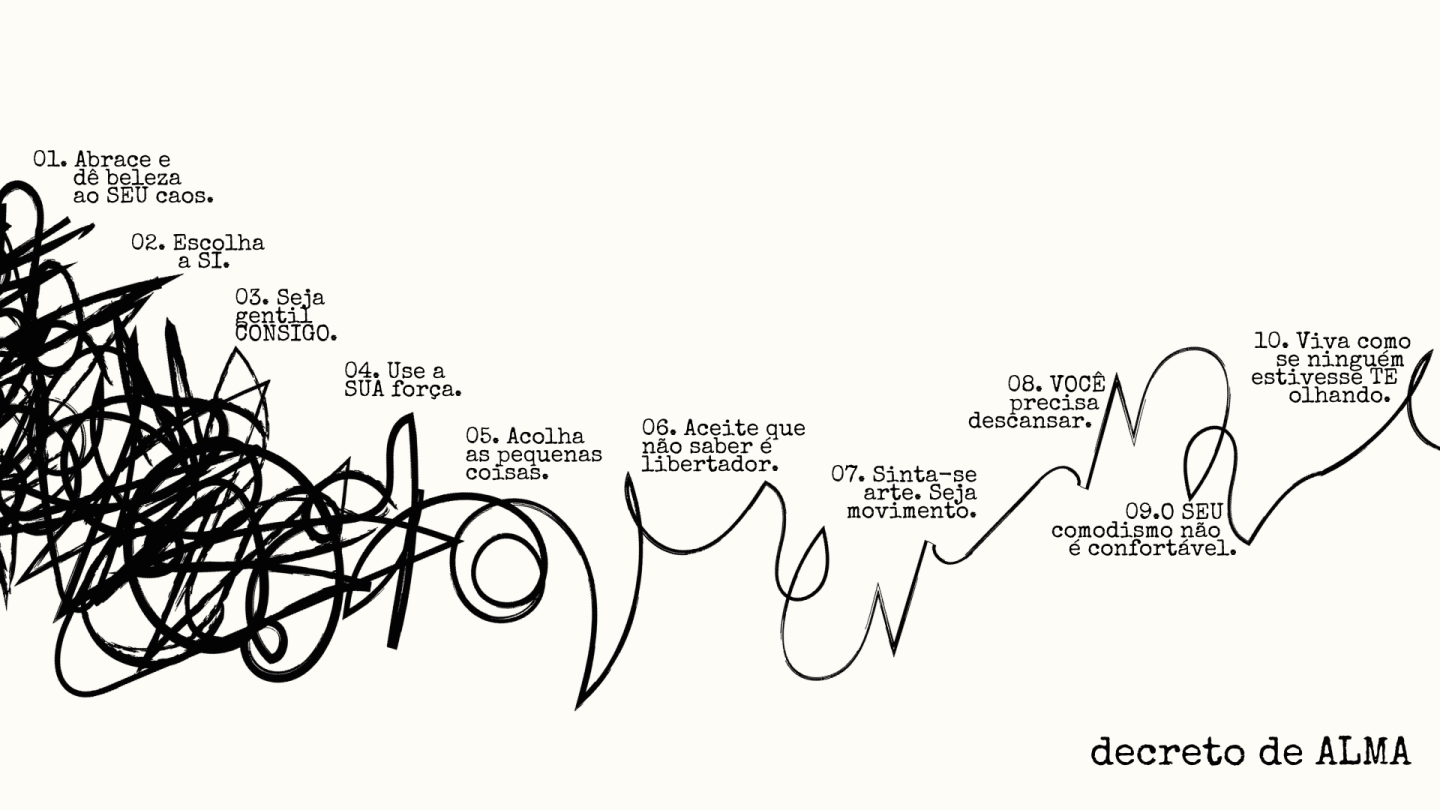 01. Abrace e
dê beleza
ao SEU caos.
02. Escolha
a SI.
03. Seja
gentil
CONSIGO.
04. Use a
SUA força.
05. Acolha
as pequenas
coisas.
06. Aceite que
não saber é
libertador.
07. Sinta-se
arte. Seja
movimento.
08. VOCÊ
precisa
descansar.
09.O SEU
comodismo não
é confortável.
10. Viva como
se ninguém
estivesse TE
olhando.
decreto de ALMA